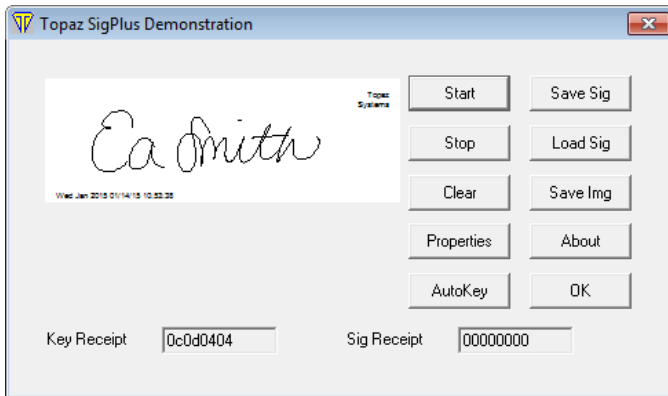 Topaz SigPlus Demonstration
Topaz
Systems
Ea Smith
Wed Jan 2015 01/14/15 10:53:38
Start
Save Sig
Stop
Load Sig
Clear
Save Img
Properties
About
AutoKey
OK
Key Receipt 0c0d0404 Sig Receipt 00000000